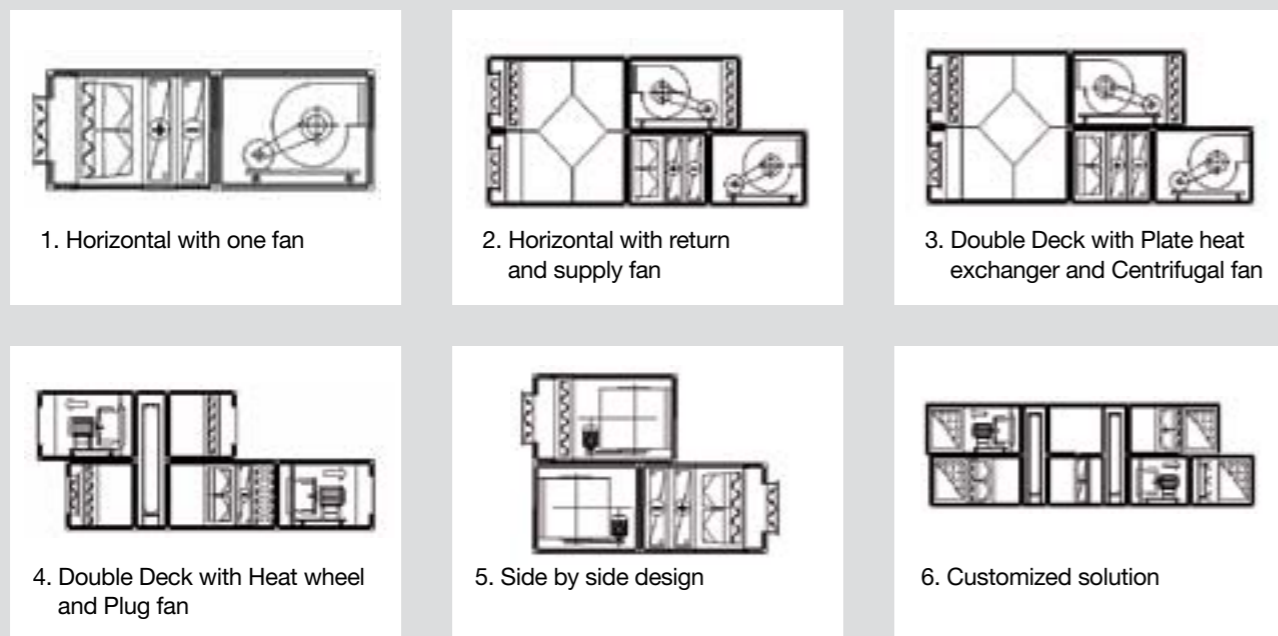 1. Horizontal with one fan
2. Horizontal with return
and supply fan
3. Double Deck with Plate heat
exchanger and Centrifugal fan
4. Double Deck with Heat wheel
and Plug fan
5. Side by side design
6. Customized solution